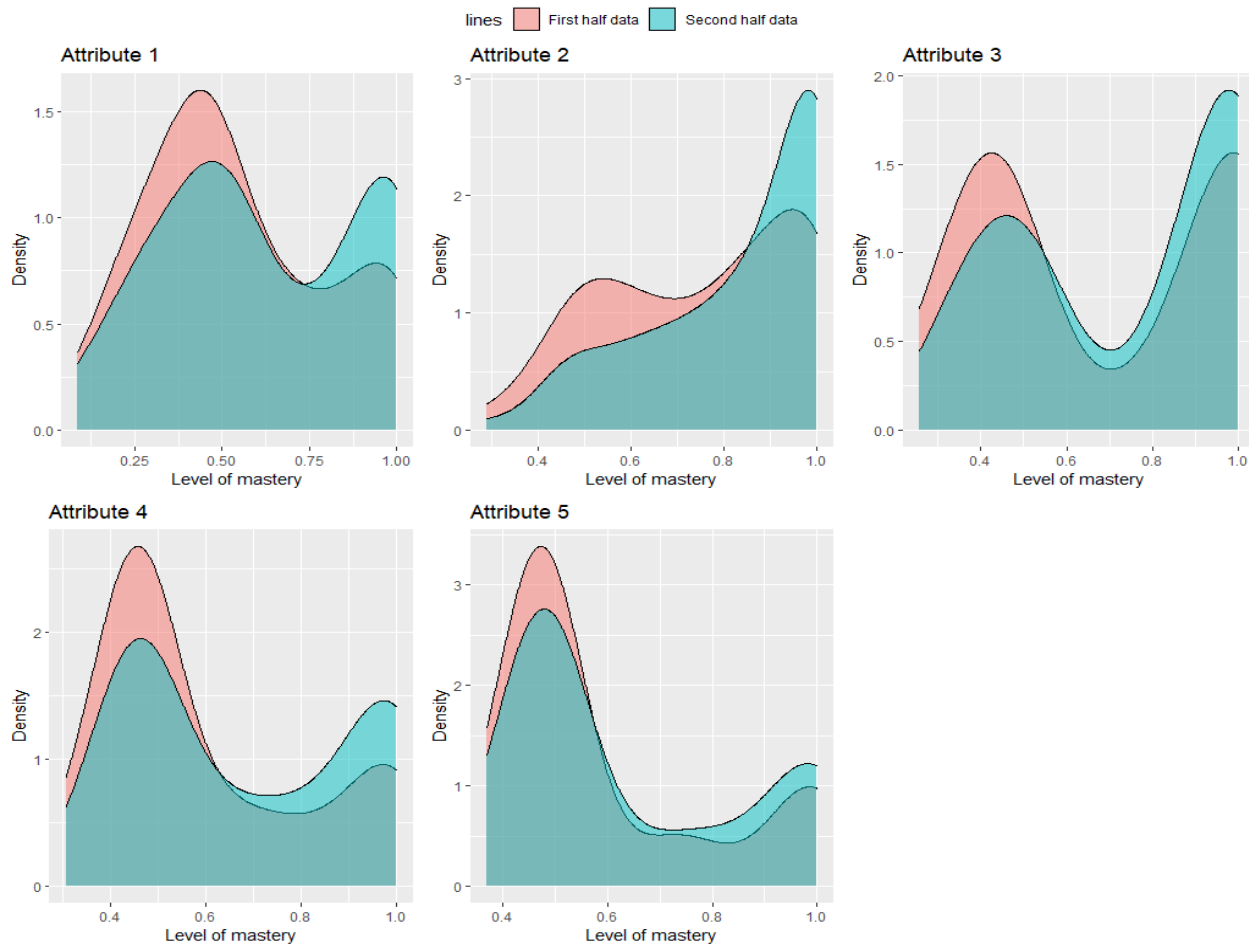 lines First half data Second half data
Attribute 1
Attribute 2
Attribute 3
Density
1.5
1.0
0.5
0.0
0.25 0.50 0.75 1.00
Level of mastery
Density
3
2
1
0
0.4 0.6 0.8 1.0
Level of mastery
Density
2.0
1.5
1.0
0.5
0.0
0.4 0.6 0.8 1.0
Level of mastery
Attribute 4
Attribute 5
Density
2
1
0
0.4 0.6 0.8 1.0
Level of mastery
Density
3
2
1
0
0.4 0.6 0.8 1.0
Level of mastery